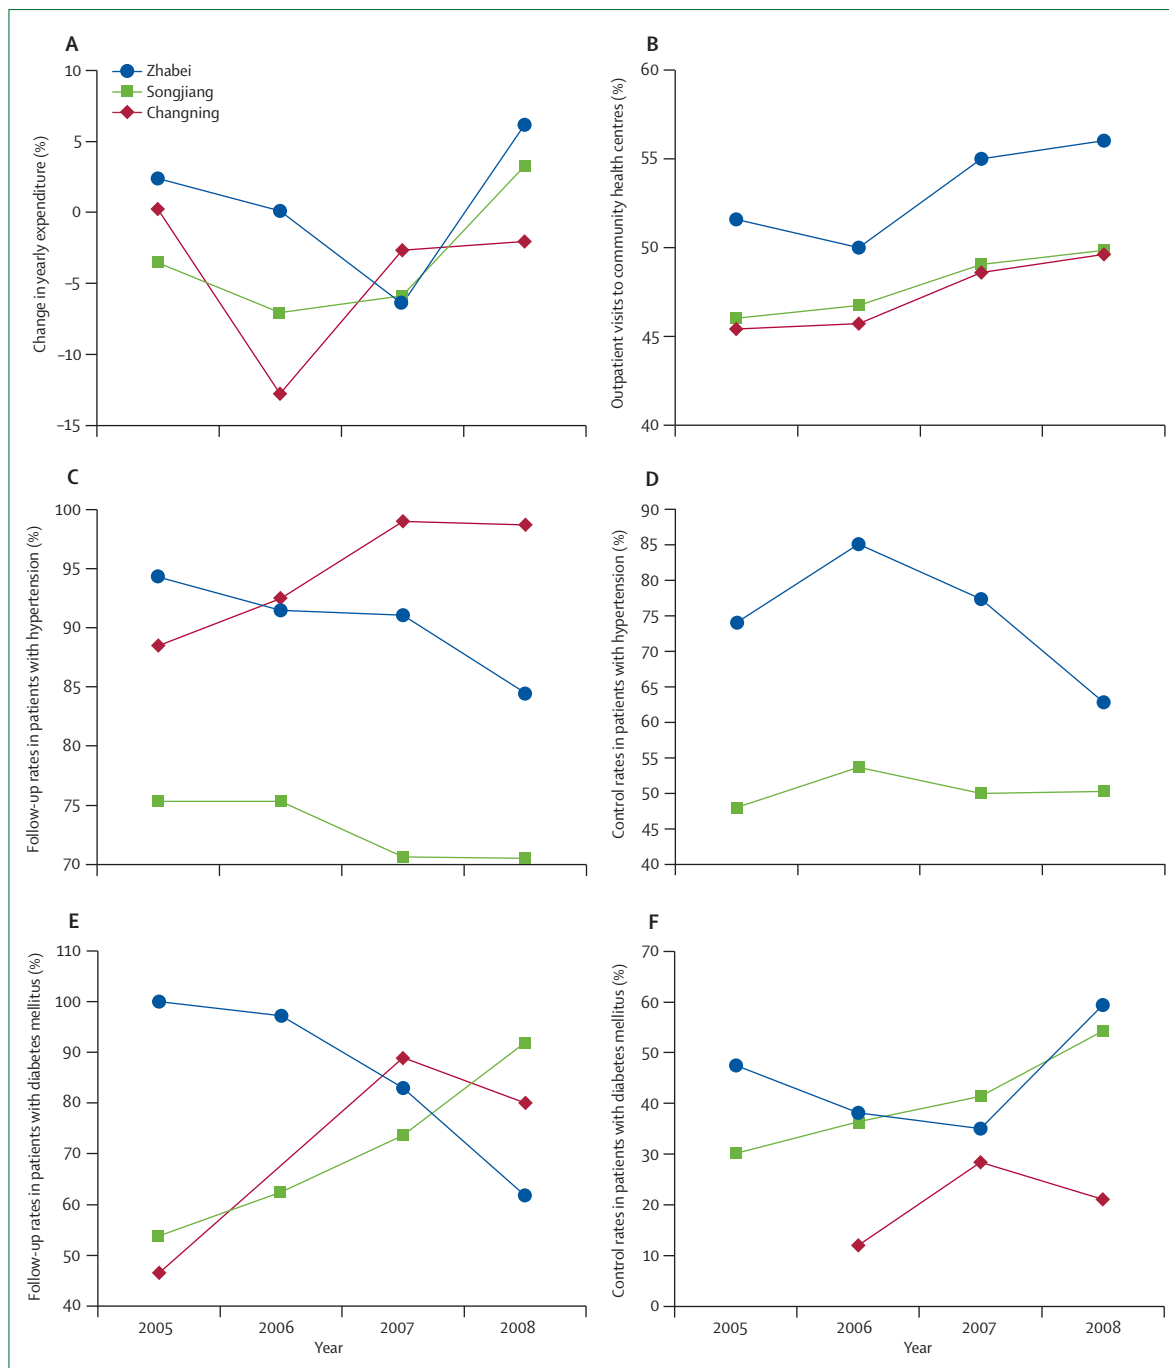 A
Zhabei
Songjiang
Changning
Change in yearly expenditure (%)
10
5
0
–5
–10
–15
B
Outpatient visits to community health centres (%)
60
55
50
45
40
C
Follow-up rates in patients with hypertension (%)
100
95
90
85
80
75
70
D
Control rates in patients with hypertension (%)
90
85
80
75
70
65
60
55
50
45
40
E
Follow-up rates in patients with diabetes mellitus (%)
110
100
90
80
70
60
50
40
2005 2006 2007 2008
Year
F
Control rates in patients with diabetes mellitus (%)
70
60
50
40
30
20
10
0
2005 2006 2007 2008
Year